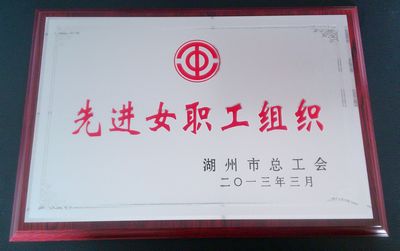 先进女职工组织
湖州市总工会
二〇一三年三月